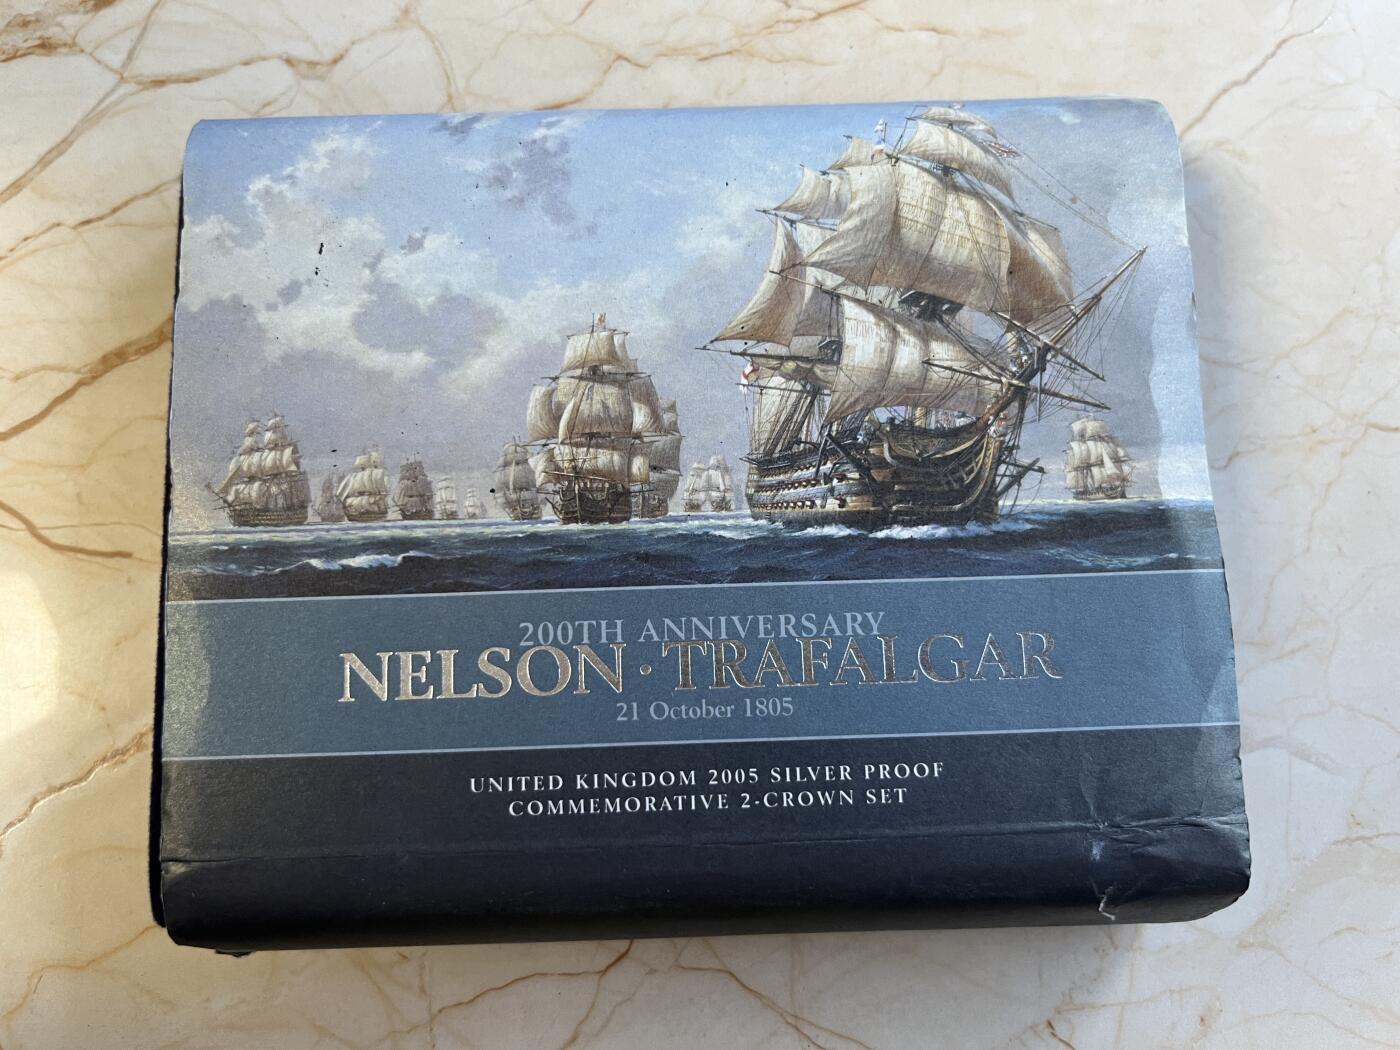 200TH ANNIVERSARY
NELSON · TRAFALGAR
21 October 1805
UNITED KINGDOM 2005 SILVER PROOF
COMMEMORATIVE 2-CROWN SET